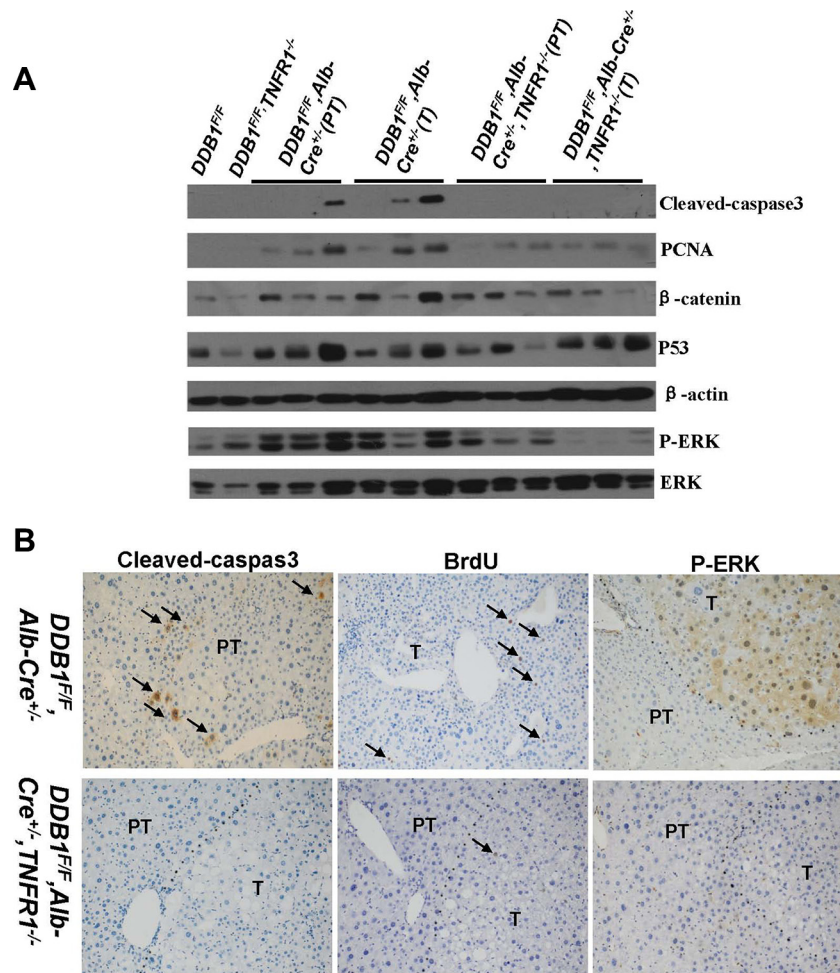 A
DDB1F/F
DDB1F/F,TNFR1-/-
DDB1F/F,Alb-
Cre+/-(PT)
DDB1F/F,Alb-
Cre+/-(T)
DDB1F/F,Alb-
Cre+/-,TNFR1-/-(PT)
DDB1F/F,Alb-Cre+/-
,TNFR1-/-(T)
Cleaved-caspase3
PCNA
β-catenin
P53
β-actin
P-ERK
ERK
B
Cleaved-caspas3
BrdU
P-ERK
DDB1F/F,
Alb-Cre+/-
PT
T
T
PT
DDB1F/F,Alb-
Cre+/-,TNFR1-/-
PT
T
PT
T
PT
T